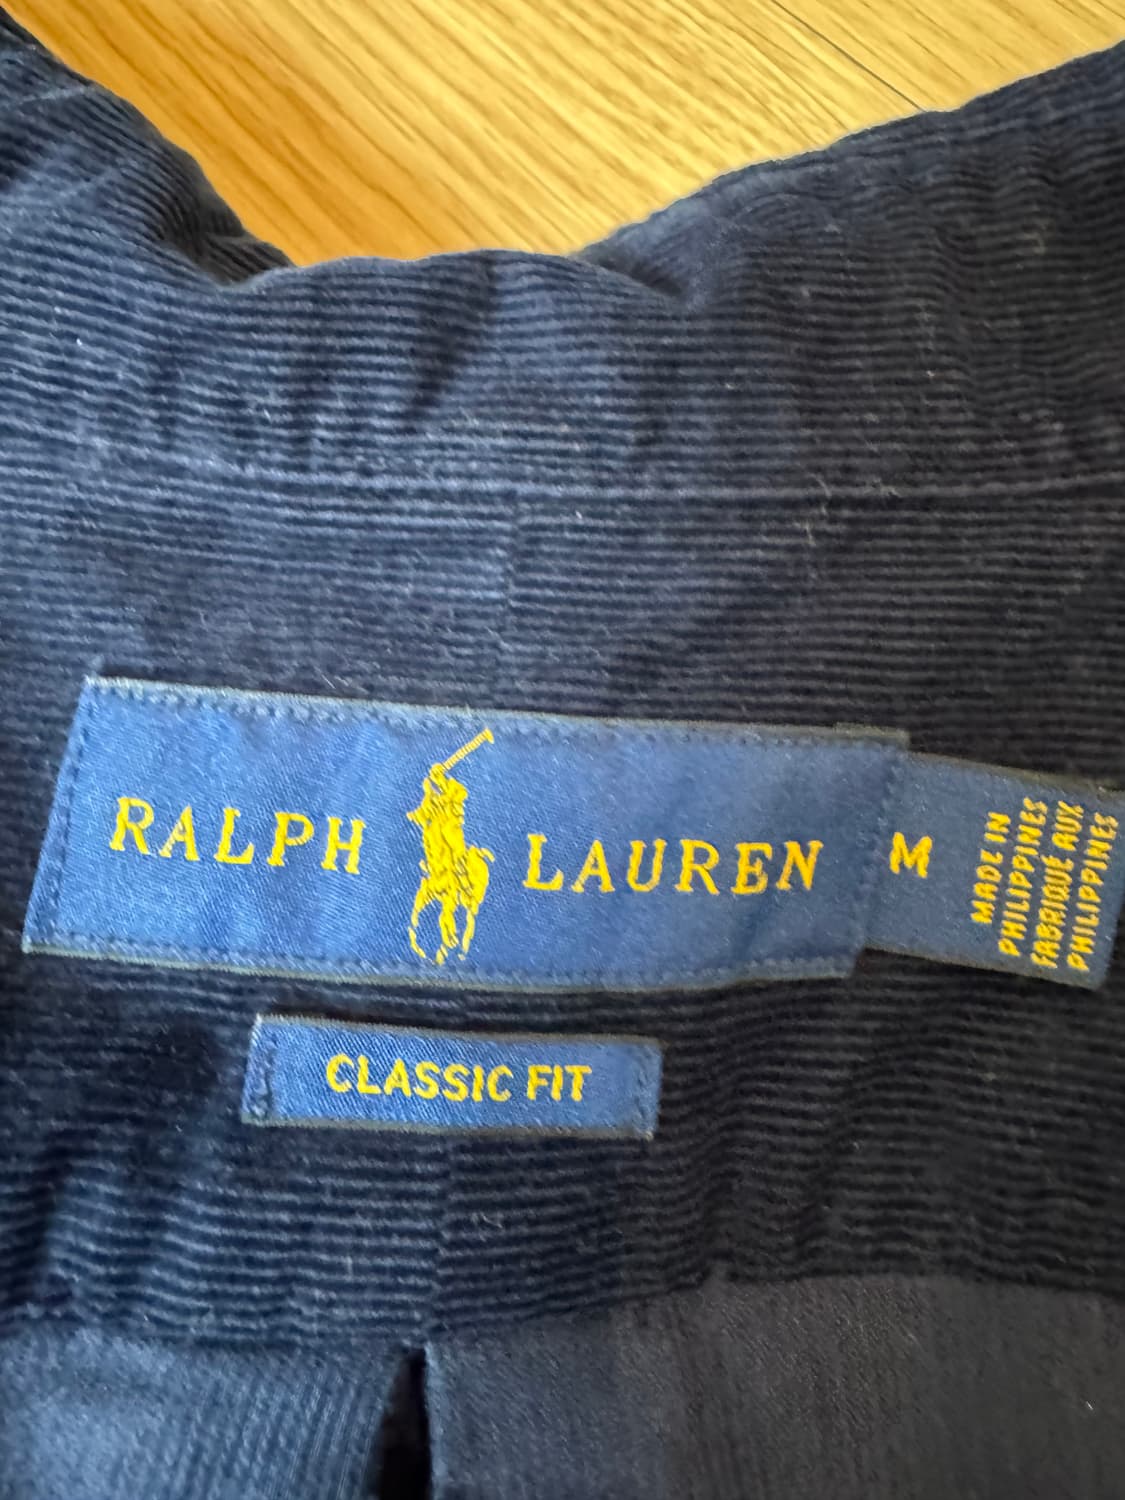 RALPH LAUREN
M
MADE IN
PHILIPPINES
FABRIQUÉ AUX
PHILIPPINES
CLASSIC FIT